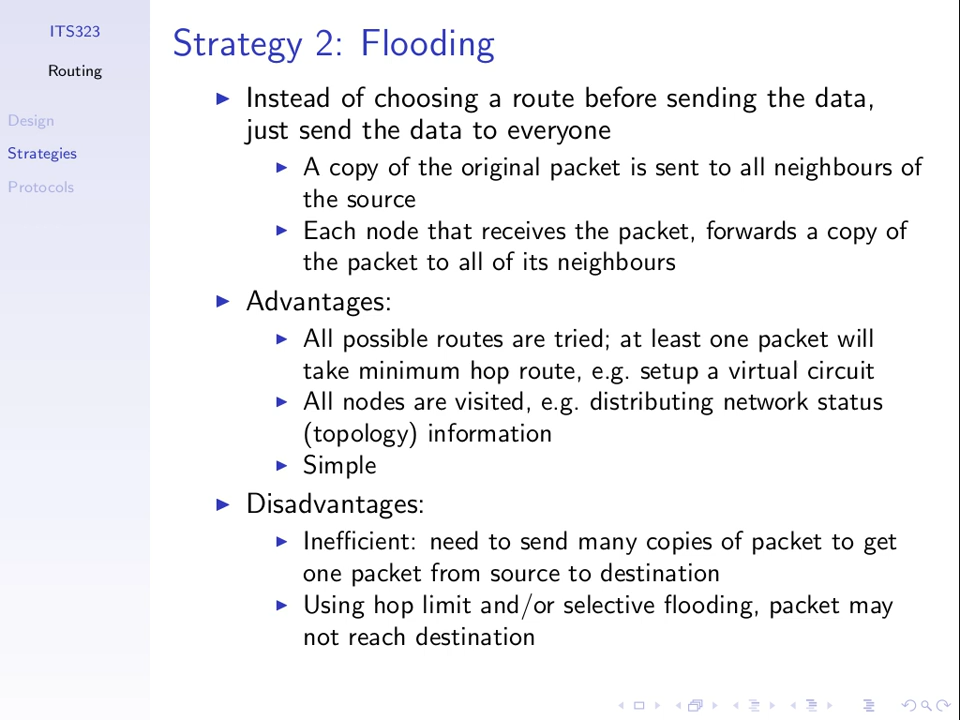 ITS323
Routing
Design
Strategies
Protocols
Strategy 2: Flooding
Instead of choosing a route before sending the data,
just send the data to everyone
A copy of the original packet is sent to all neighbours of
the source
Each node that receives the packet, forwards a copy of
the packet to all of its neighbours
Advantages:
All possible routes are tried; at least one packet will
take minimum hop route, e.g. setup a virtual circuit
All nodes are visited, e.g. distributing network status
(topology) information
Simple
Disadvantages:
Inefficient: need to send many copies of packet to get
one packet from source to destination
Using hop limit and/or selective flooding, packet may
not reach destination